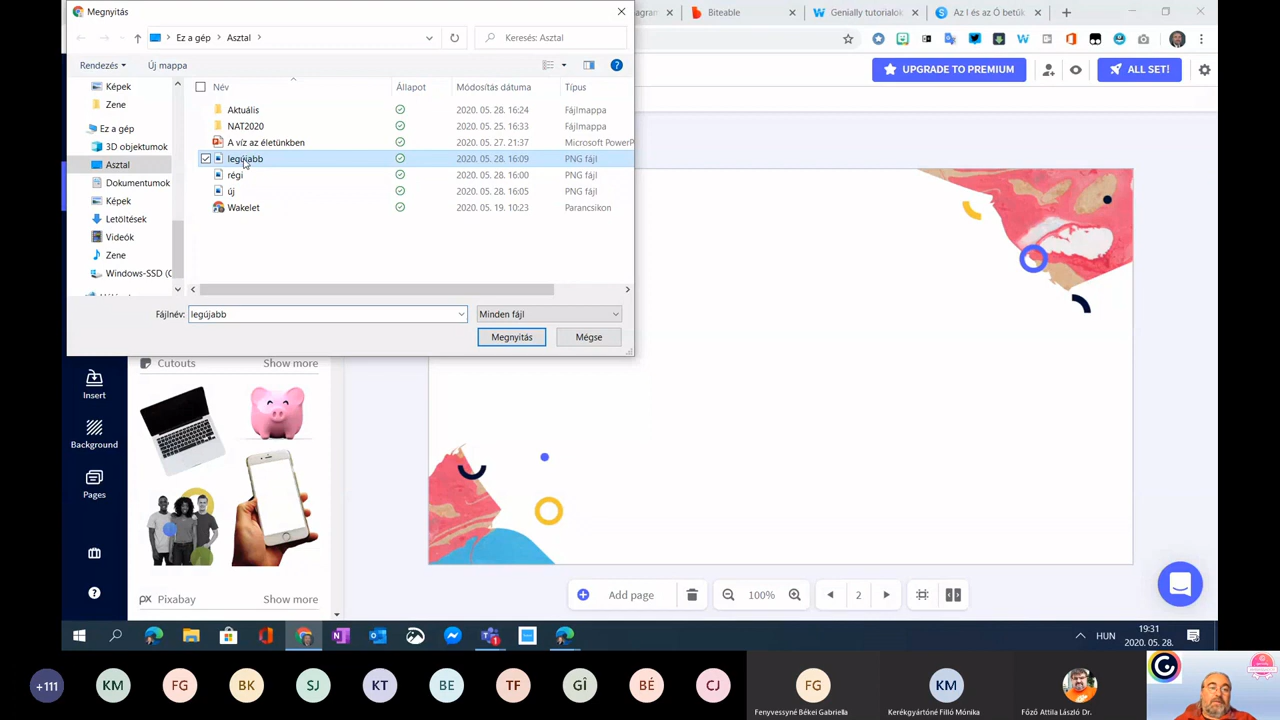 Megnyitás
Biteable
Genially tutorialok
Az I és az Ó betűk
Ez a gép
Asztal
Keresés: Asztal
Rendezés
Új mappa
UPGRADE TO PREMIUM
ALL SET!
Név
Állapot
Módosítás dátuma
Típus
Képek
Zene
Ez a gép
3D objektumok
Asztal
Dokumentumok
Képek
Letöltések
Videók
Zene
Windows-SSD (C
Aktuális
2020. 05. 28. 16:24
Fájlmappa
NAT2020
2020. 05. 25. 16:33
Fájlmappa
A víz az életünkben
2020. 05. 27. 21:37
Microsoft PowerP
legújabb
2020. 05. 28. 16:09
PNG fájl
régi
2020. 05. 28. 16:00
PNG fájl
új
2020. 05. 28. 16:05
PNG fájl
Wakelet
2020. 05. 19. 10:23
Parancsikon
Fájlnév:
legújabb
Minden fájl
Megnyitás
Mégse
Insert
Background
Pages
Cutouts
Show more
Pixabay
Show more
Add page
100%
2
HUN
19:31
2020. 05. 28.
+111
KM
FG
BK
SJ
KT
BE
TF
GÎ
BÉ
CJ
FG
Fenyvessyné Békei Gabriella
KM
Kerékgyártóné Filló Mónika
Főző Attila László Dr.